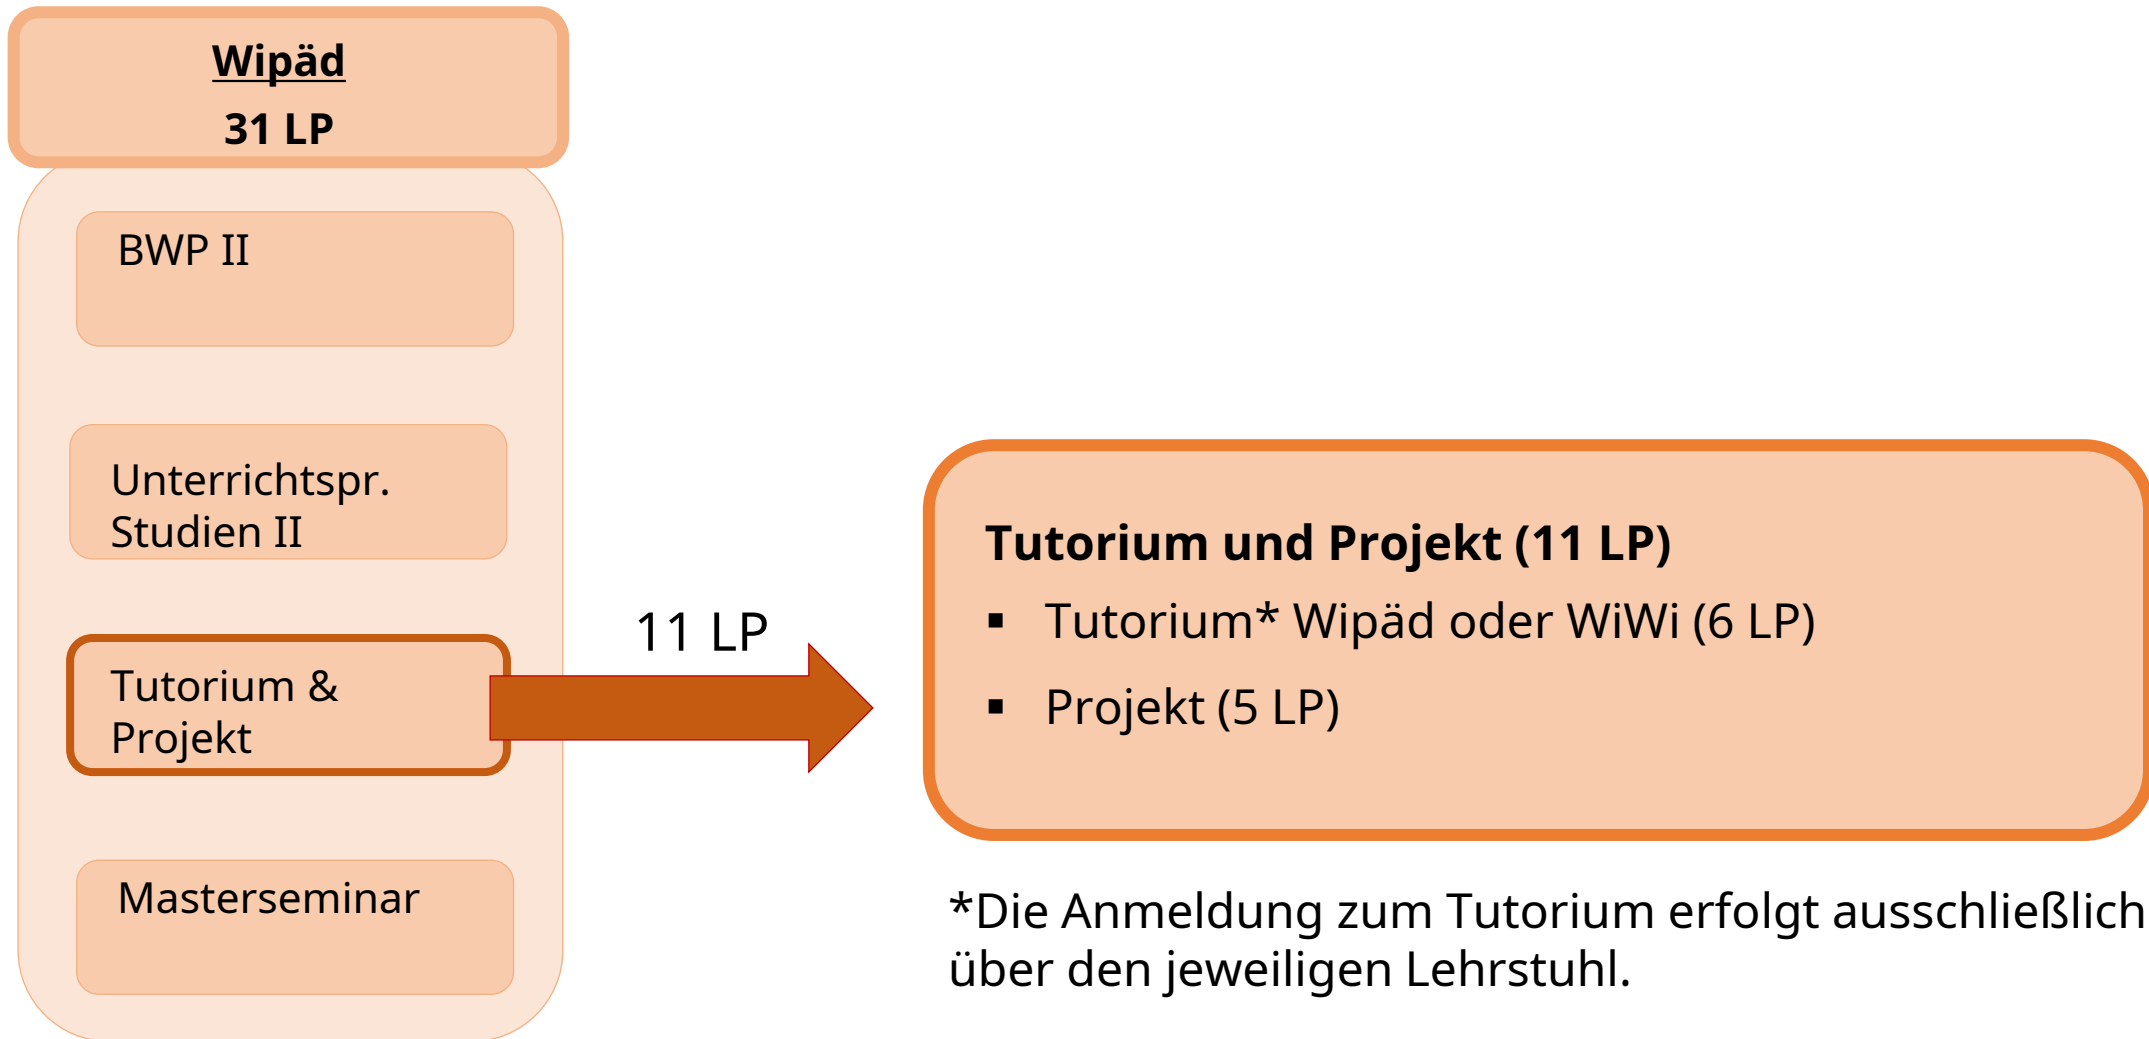 Wipäd
31 LP
BWP II
Unterrichtspr.
Studien II
Tutorium &
Projekt
Masterseminar
11 LP
Tutorium und Projekt (11 LP)
▪ Tutorium* Wipäd oder WiWi (6 LP)
▪ Projekt (5 LP)
*Die Anmeldung zum Tutorium erfolgt ausschließlich
über den jeweiligen Lehrstuhl.